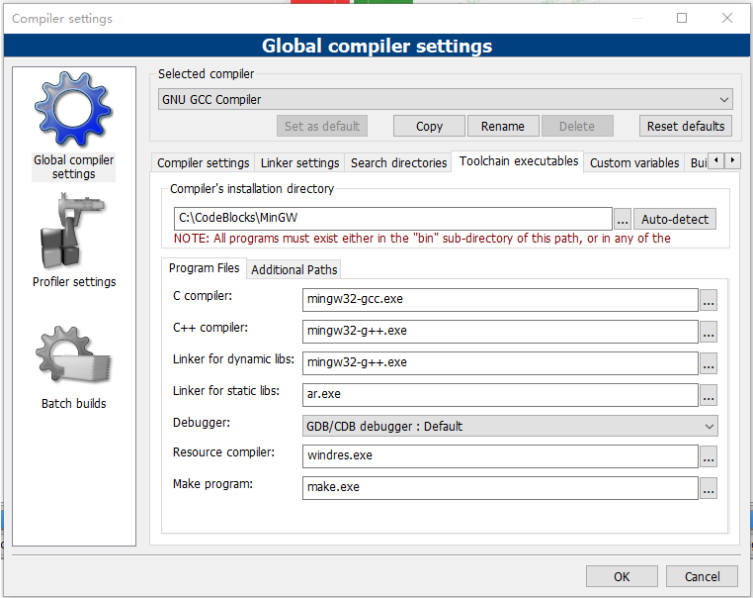 Compiler settings
Global compiler settings
Global compiler
settings
Profiler settings
Batch builds
Selected compiler
GNU GCC Compiler
Set as default
Copy
Rename
Delete
Reset defaults
Compiler settings
Linker settings
Search directories
Toolchain executables
Custom variables
Bui
Compiler's installation directory
C:\CodeBlocks\MinGW
...
Auto-detect
NOTE: All programs must exist either in the "bin" sub-directory of this path, or in any of the
Program Files
Additional Paths
C compiler:
mingw32-gcc.exe
...
C++ compiler:
mingw32-g++.exe
...
Linker for dynamic libs:
mingw32-g++.exe
...
Linker for static libs:
ar.exe
...
Debugger:
GDB/CDB debugger : Default
Resource compiler:
windres.exe
...
Make program:
make.exe
...
OK
Cancel